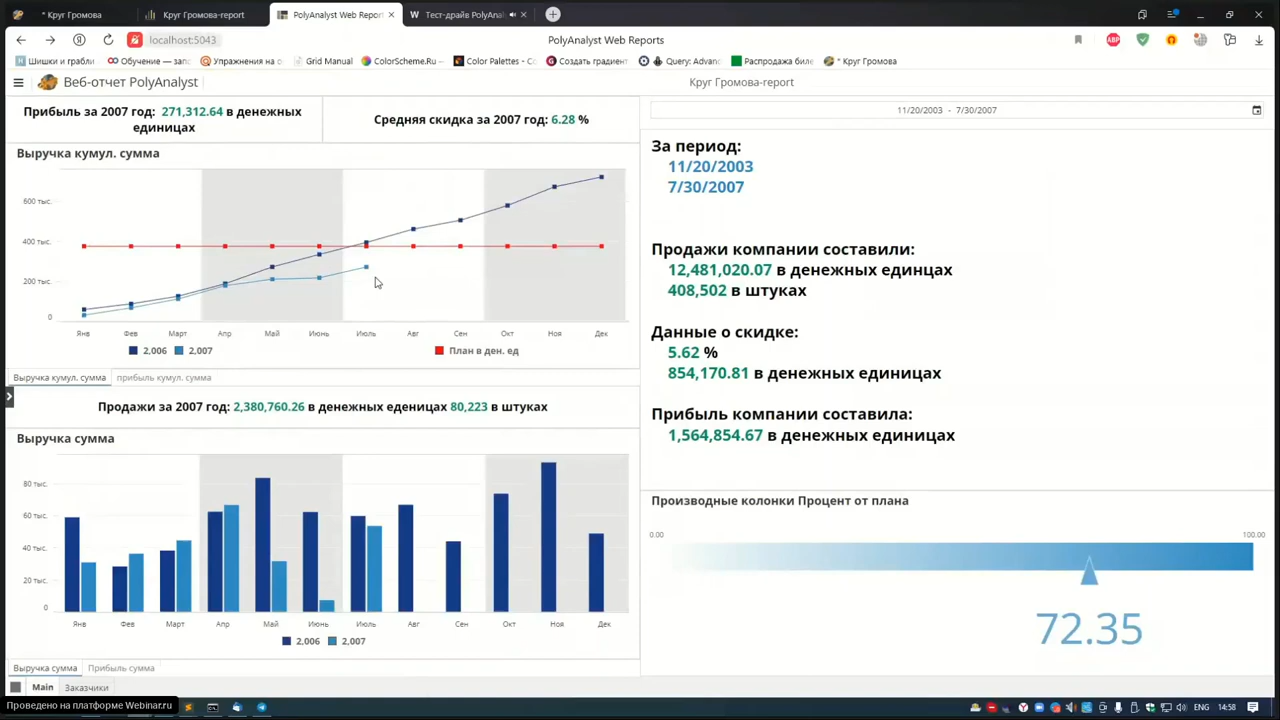 * Круг Громова
Круг Громова-report
PolyAnalyst Web Report
Тест-драйв PolyAnal
localhost:5043
PolyAnalyst Web Reports
Шишки и грабли
Обучение — запо
Упражнения на о
Grid Manual
ColorScheme.Ru –
Color Palettes - Co
Создать градиент
Query: Advanc
Распродажа биле
* Круг Громова
Веб-отчет PolyAnalyst
Круг Громова-report
Прибыль за 2007 год: 271,312.64 в денежных единицах
Средняя скидка за 2007 год: 6.28 %
11/20/2003 - 7/30/2007
Выручка кумул. сумма
600 тыс.
400 тыс.
200 тыс.
0
Янв Фев Март Апр Май Июнь Июль Авг Сен Окт Ноя Дек
2,006 2,007 План в ден. ед
Выручка кумул. сумма прибыль кумул. сумма
Продажи за 2007 год: 2,380,760.26 в денежных еденицах 80,223 в штуках
Выручка сумма
80 тыс.
60 тыс.
40 тыс.
20 тыс.
0
Янв Фев Март Апр Май Июнь Июль Авг Сен Окт Ноя Дек
2,006 2,007
Выручка сумма Прибыль сумма
Main Заказчики
За период:
11/20/2003
7/30/2007
Продажи компании составили:
12,481,020.07 в денежных единцах
408,502 в штуках
Данные о скидке:
5.62 %
854,170.81 в денежных единицах
Прибыль компании составила:
1,564,854.67 в денежных единицах
Производные колонки Процент от плана
0.00 100.00
72.35
Проведено на платформе Webinar.ru
ENG 14:58